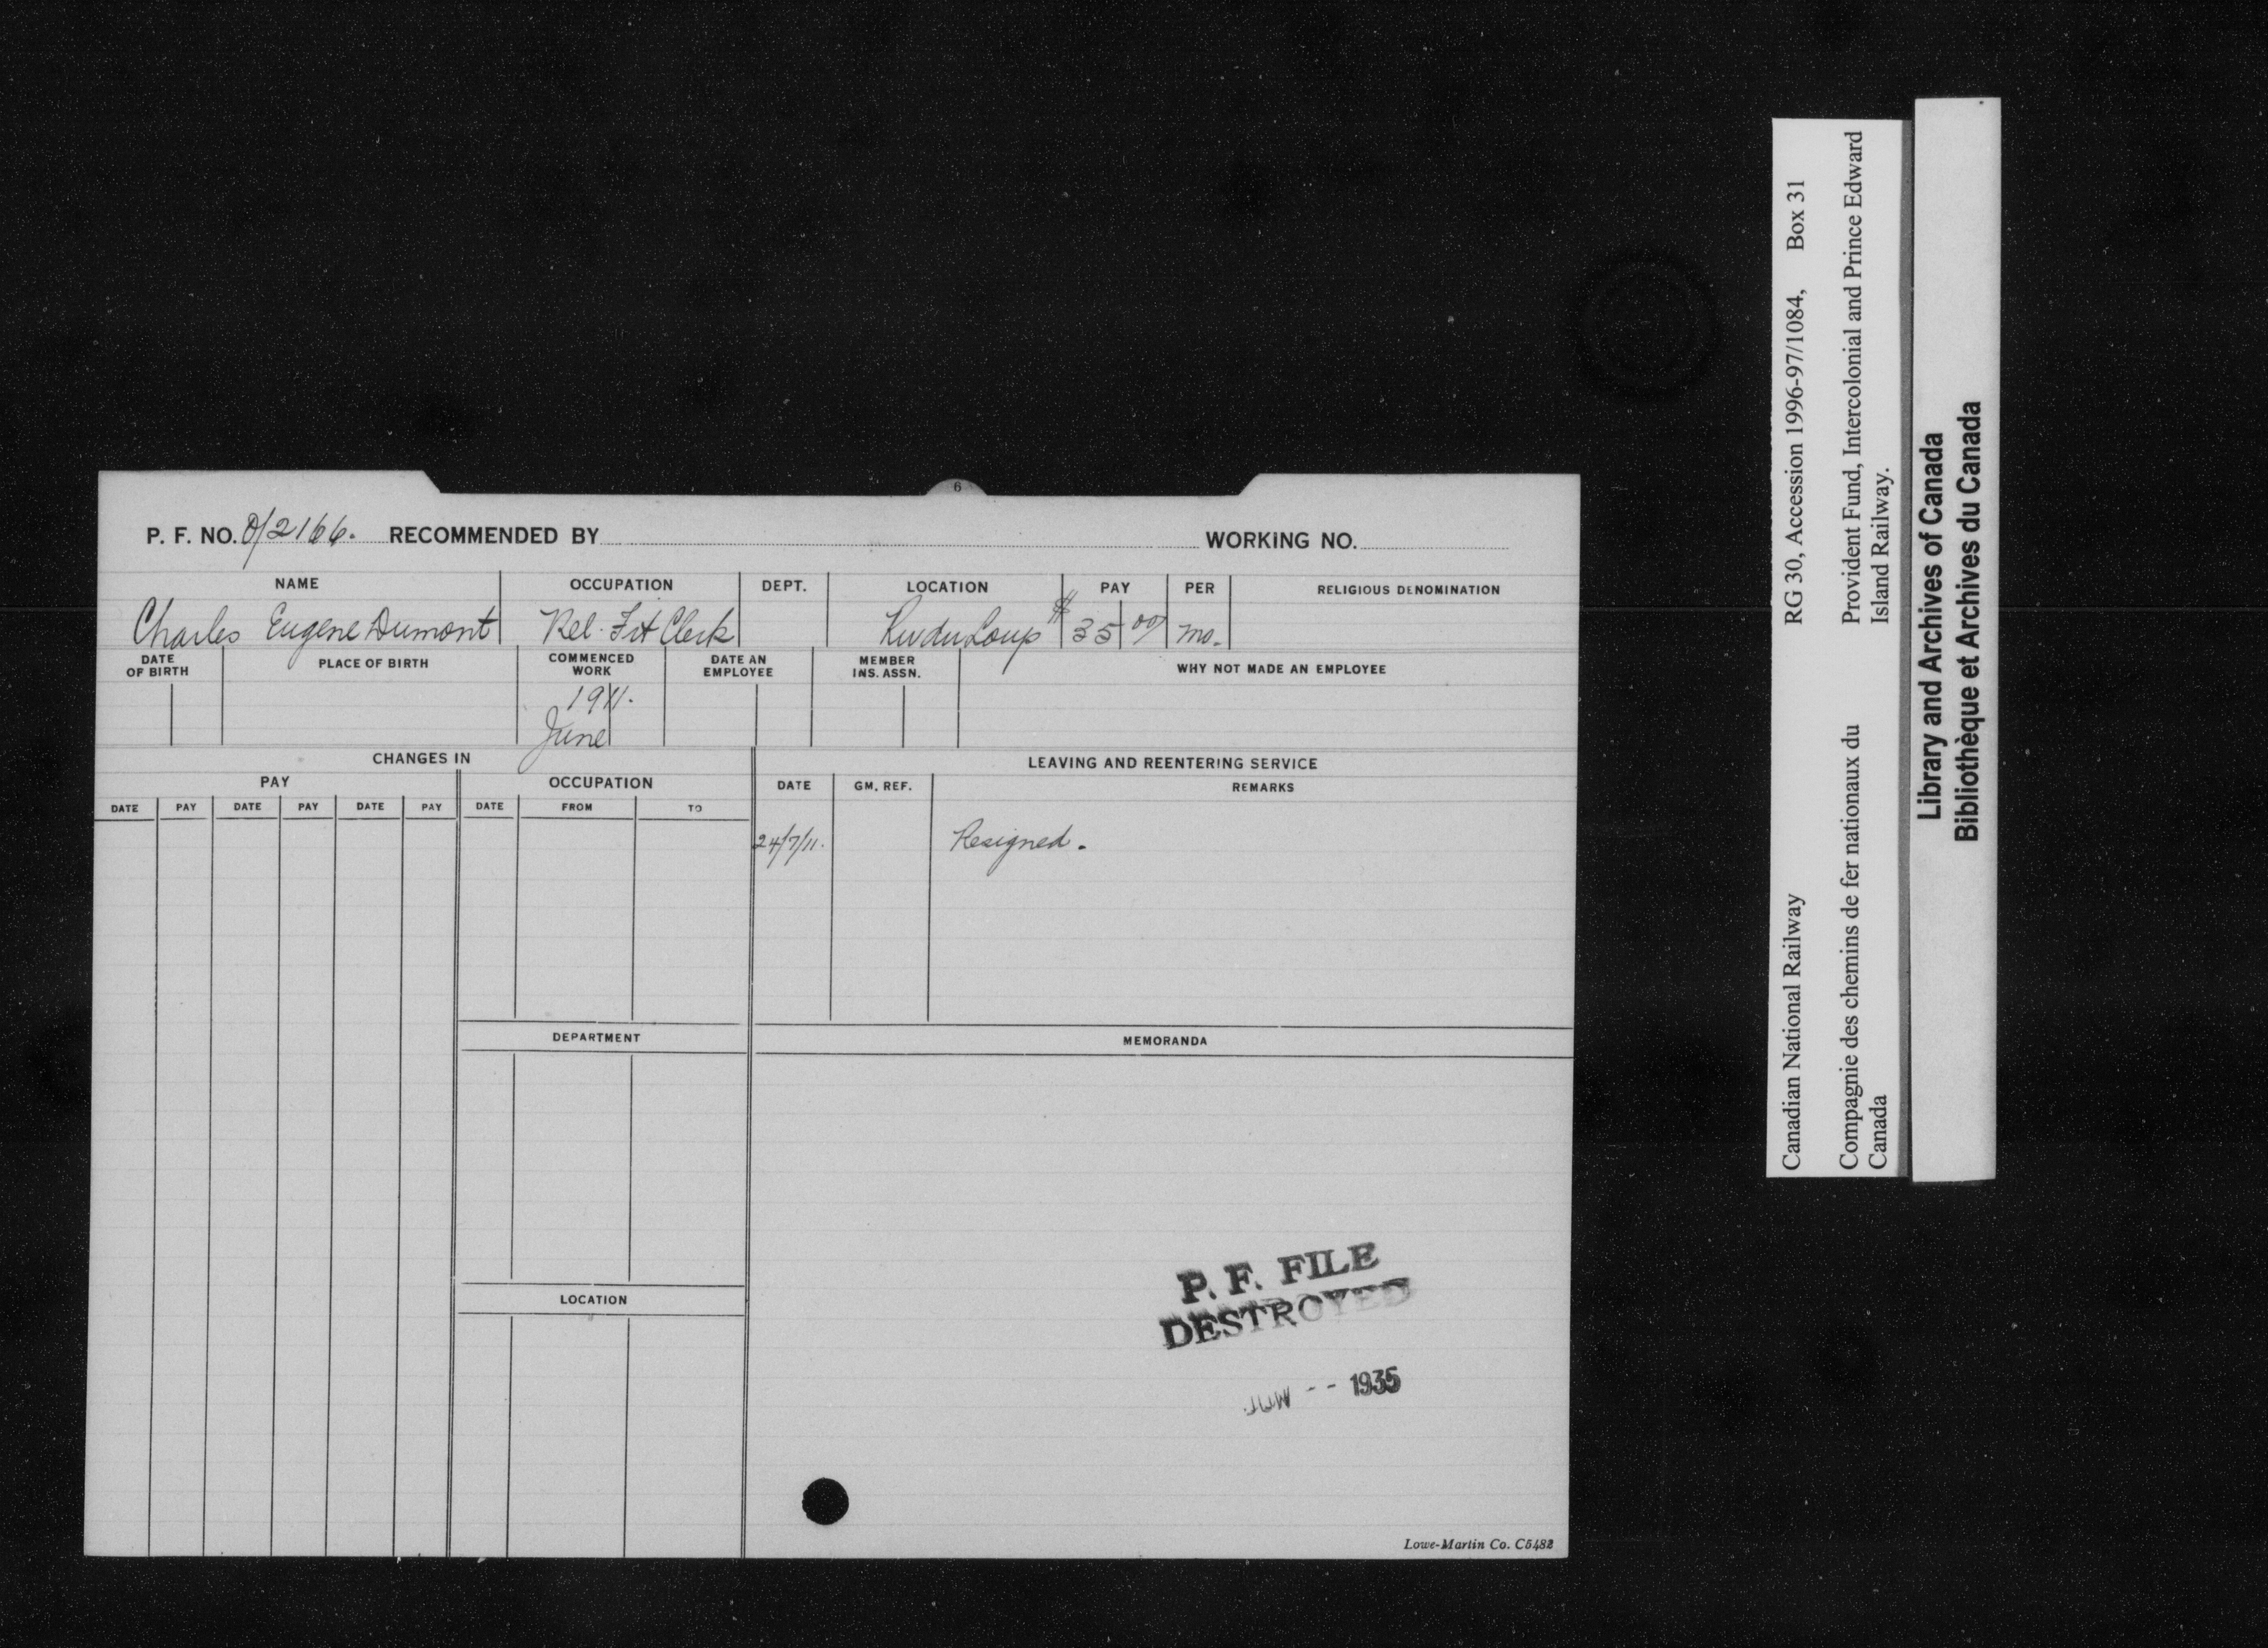 6
P. F. NO. D/2166. RECOMMENDED BY WORKING NO.
NAME OCCUPATION DEPT. LOCATION PAY PER RELIGIOUS DENOMINATION
Charles Eugene Dumont Rel. Frt Clerk Riv du Loup $35 00 mo.
DATE OF BIRTH PLACE OF BIRTH COMMENCED WORK DATE AN EMPLOYEE MEMBER INS. ASSN. WHY NOT MADE AN EMPLOYEE
1911.
June
CHANGES IN LEAVING AND REENTERING SERVICE
PAY OCCUPATION DATE GM. REF. REMARKS
DATE PAY DATE PAY DATE PAY DATE FROM TO
24/7/11. Resigned.
DEPARTMENT MEMORANDA
LOCATION
P. F. FILE
DESTROYED
-- 1935
Lowe-Martin Co. C5482
Canadian National Railway RG 30, Accession 1996-97/1084, Box 31
Compagnie des chemins de fer nationaux du Provident Fund, Intercolonial and Prince Edward
Canada Island Railway.
Library and Archives of Canada
Bibliothèque et Archives du Canada